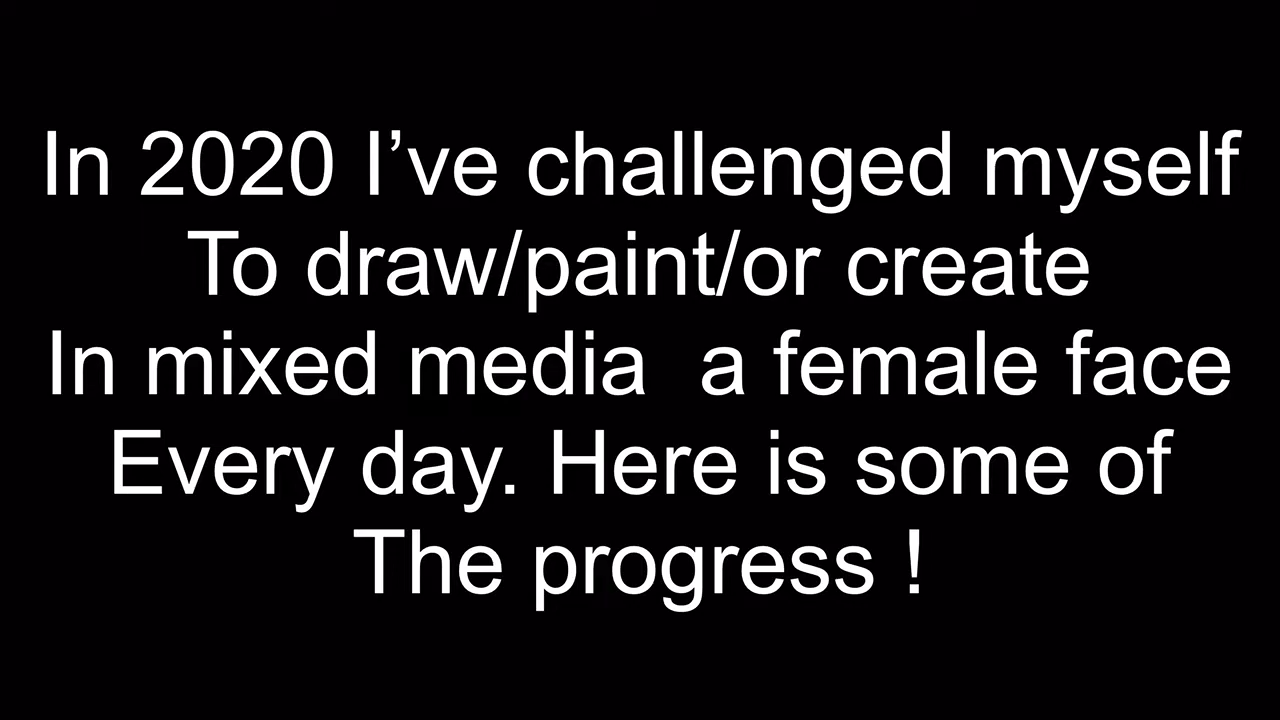 In 2020 I’ve challenged myself
To draw/paint/or create
In mixed media  a female face
Every day. Here is some of
The progress !